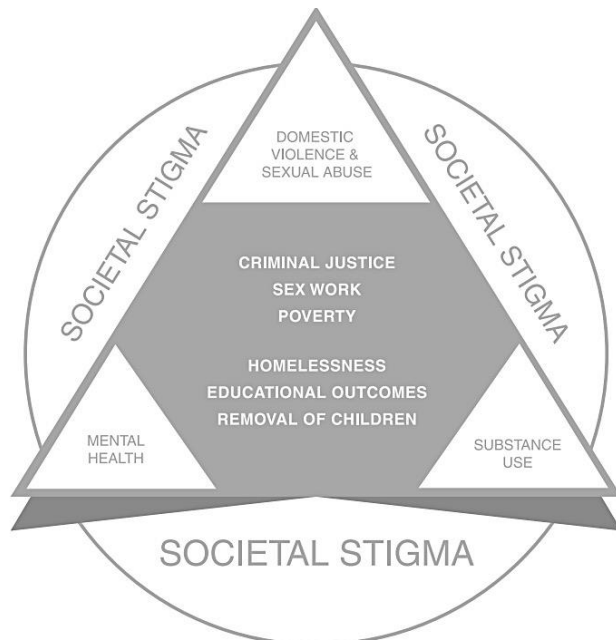 DOMESTIC
VIOLENCE &
SEXUAL ABUSE
SOCIETAL STIGMA
SOCIETAL STIGMA
CRIMINAL JUSTICE
SEX WORK
POVERTY
HOMELESSNESS
EDUCATIONAL OUTCOMES
REMOVAL OF CHILDREN
MENTAL
HEALTH
SUBSTANCE
USE
SOCIETAL STIGMA